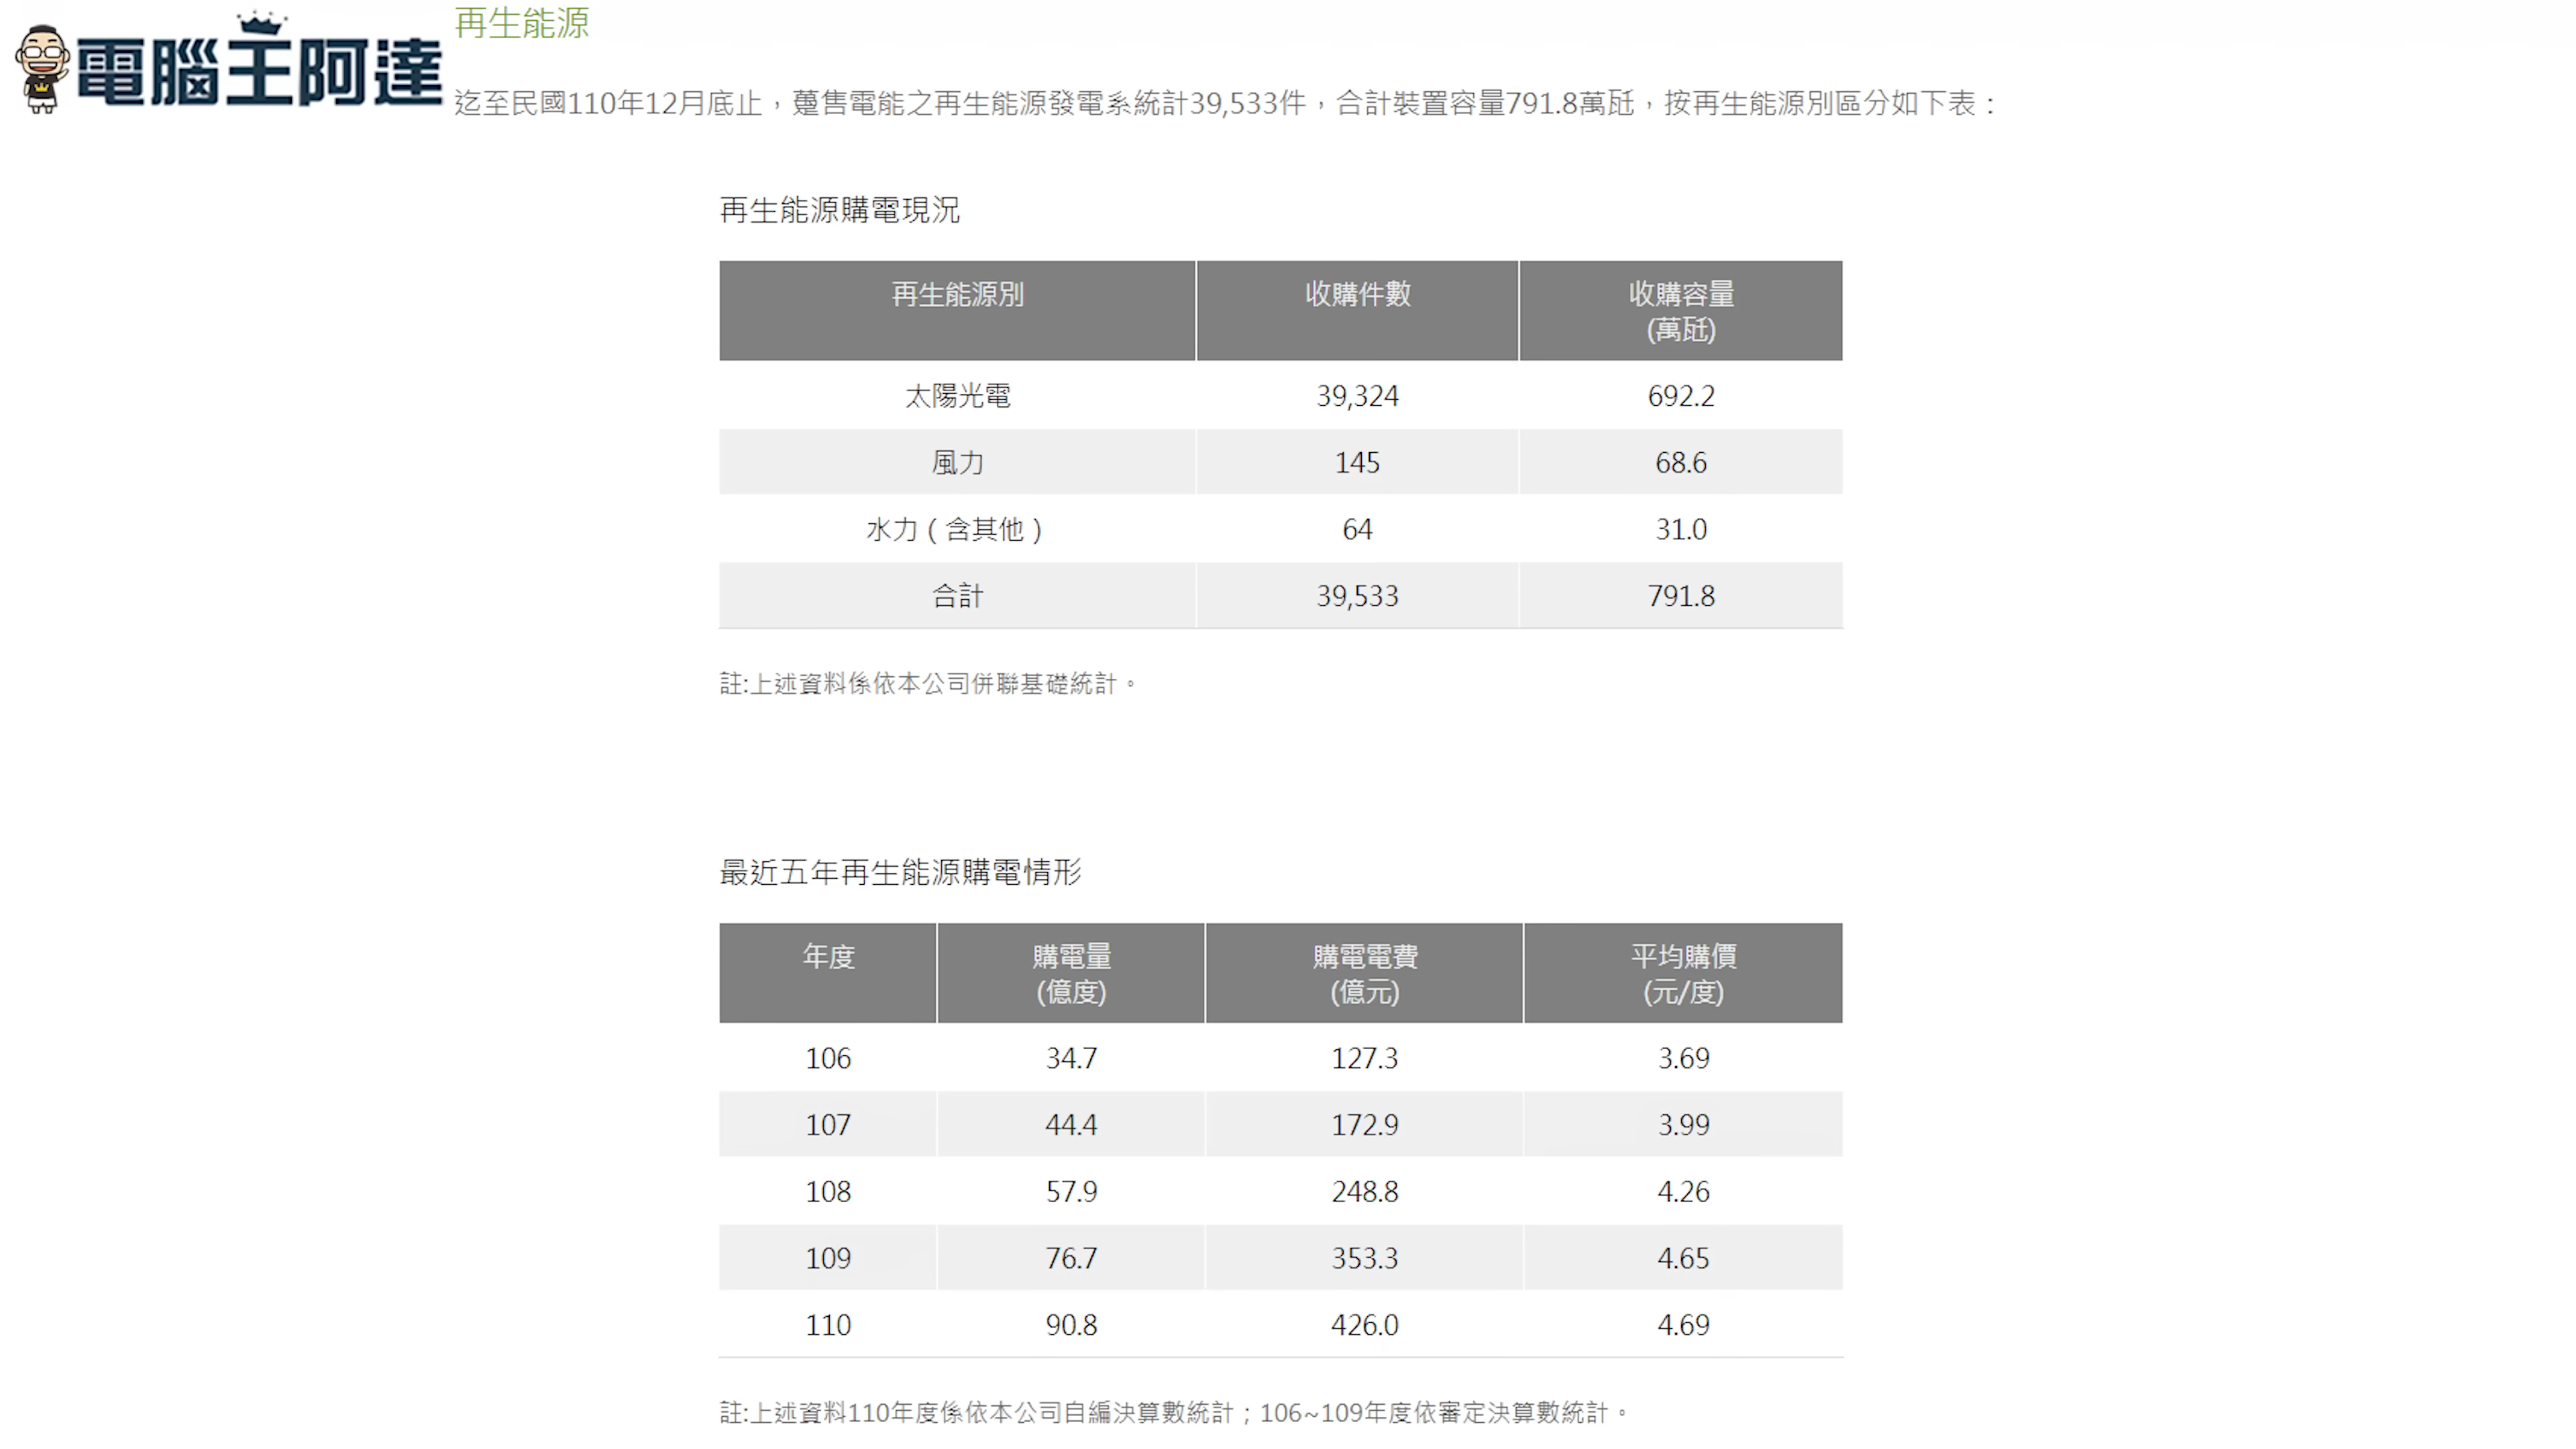 電腦王阿達
再生能源
迄至民國110年12月底止，躉售電能之再生能源發電系統計39,533件，合計裝置容量791.8萬瓩，按再生能源別區分如下表：
再生能源購電現況
再生能源別 收購件數 收購容量
(萬瓩)
太陽光電 39,324 692.2
風力 145 68.6
水力（含其他） 64 31.0
合計 39,533 791.8
註:上述資料係依本公司併聯基礎統計。
最近五年再生能源購電情形
年度 購電量 購電電費 平均購價
(億度) (億元) (元/度)
106 34.7 127.3 3.69
107 44.4 172.9 3.99
108 57.9 248.8 4.26
109 76.7 353.3 4.65
110 90.8 426.0 4.69
註:上述資料110年度係依本公司自編決算數統計；106~109年度依審定決算數統計。